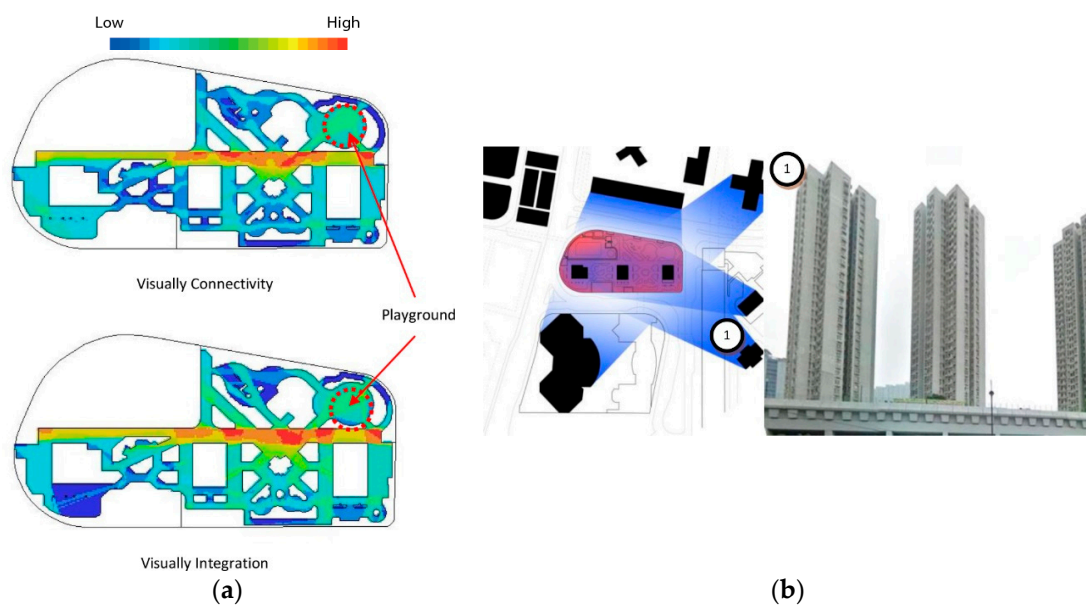 Low High
Visually Connectivity
Playground
Visually Integration
(a)
1
1
(b)